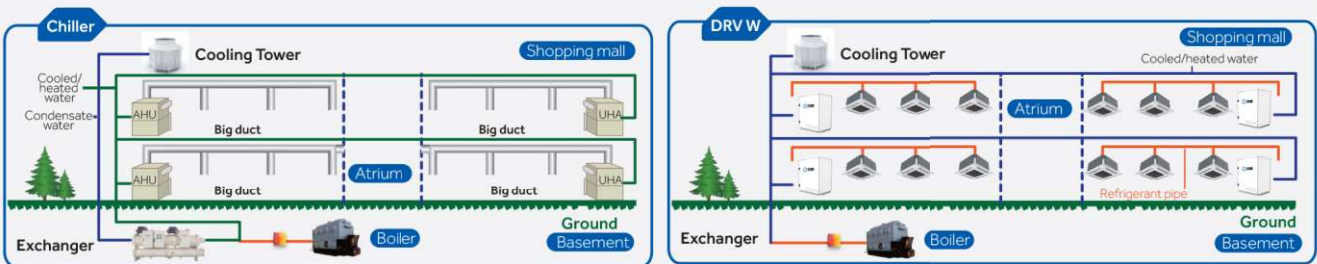 Chiller
Cooling Tower
Shopping mall
Cooled/
heated
water
Condensate
water
AHU
Big duct
Big duct
UHA
AHU
Big duct
Atrium
Big duct
UHA
Ground
Exchanger
Boiler
Basement
DRV W
Cooling Tower
Shopping mall
Cooled/heated water
Atrium
Refrigerant pipe
Ground
Exchanger
Boiler
Basement